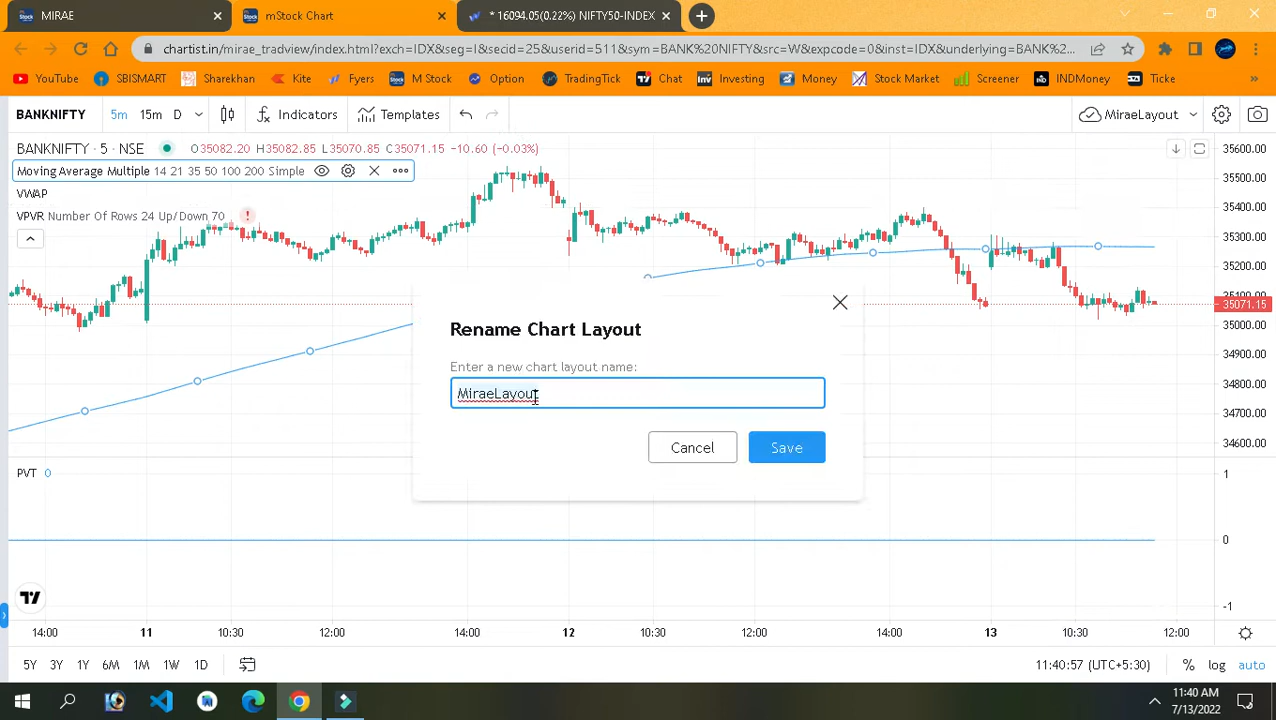 MIRAE
mStock Chart
* 16094.05(0.22%) NIFTY50-INDEX
chartist.in/mirae_tradview/index.html?exch=IDX&seg=I&secid=25&userid=511&sym=BANK%20NIFTY&src=W&expcode=0&inst=IDX&underlying=BANK%...
YouTube SBISMART Sharekhan Kite Fyers M Stock Option TradingTick Chat Investing Money Stock Market Screener INDMoney Ticke »
BANKNIFTY 5m 15m D Indicators Templates MiraeLayout
BANKNIFTY · 5 · NSE O35082.20 H35082.85 L35070.85 C35071.15 -10.60 (-0.03%)
Moving Average Multiple 14 21 35 50 100 200 Simple
VWAP
VPVR Number Of Rows 24 Up/Down 70
35600.00
35500.00
35400.00
35300.00
35200.00
35100.00
35071.15
35000.00
34900.00
34800.00
34700.00
34600.00
Rename Chart Layout
Enter a new chart layout name:
MiraeLayout
Cancel Save
PVT 0
1
0
-1
14:00 11 10:30 12:00 14:00 12 10:30 12:00 14:00 13 10:30 12:00
5Y 3Y 1Y 6M 1M 1W 1D 11:40:57 (UTC+5:30) % log auto
11:40 AM
7/13/2022